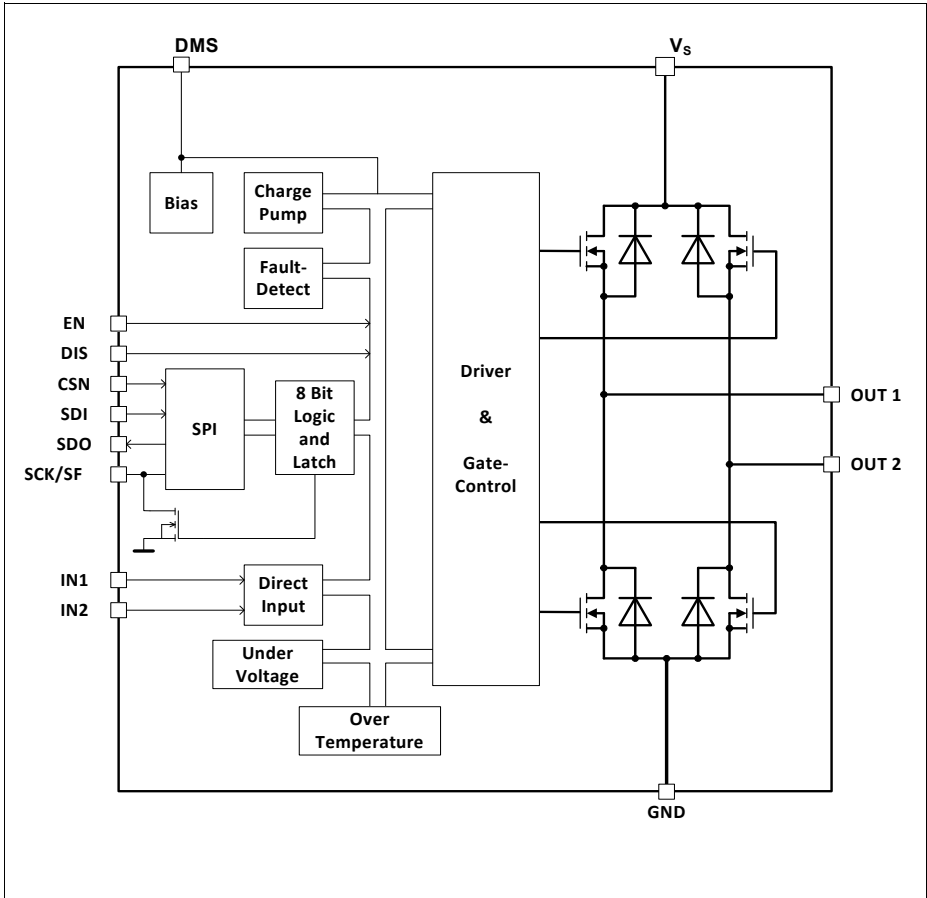 DMS
VS
Bias
Charge
Pump
Fault-
Detect
EN
DIS
CSN
SDI
SDO
SCK/SF
SPI
8 Bit
Logic
and
Latch
Driver
&
Gate-
Control
OUT 1
OUT 2
IN1
IN2
Direct
Input
Under
Voltage
Over
Temperature
GND